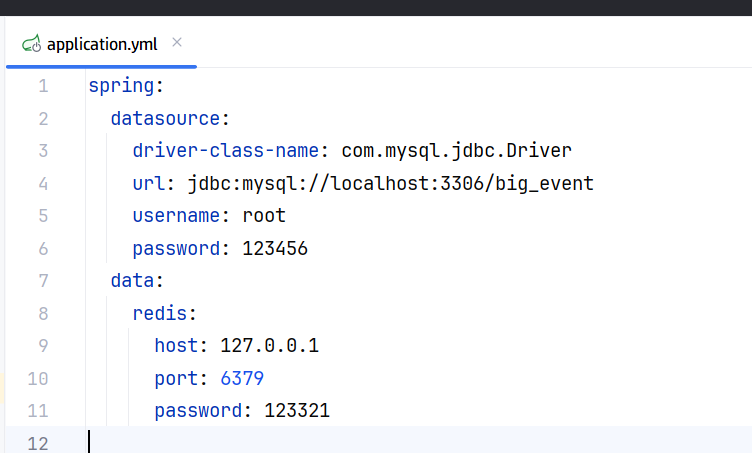 application.yml
1 spring:
2 datasource:
3 driver-class-name: com.mysql.jdbc.Driver
4 url: jdbc:mysql://localhost:3306/big_event
5 username: root
6 password: 123456
7 data:
8 redis:
9 host: 127.0.0.1
10 port: 6379
11 password: 123321
12